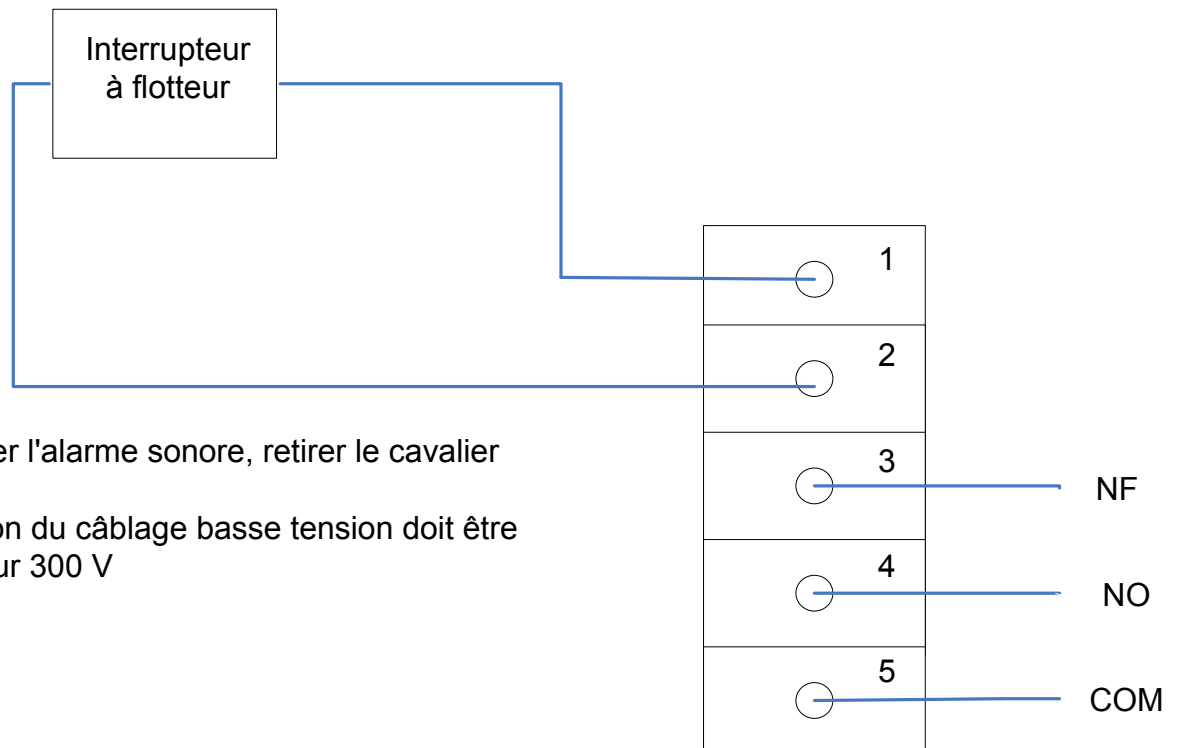 Interrupteur
à flotteur
1
2
3
NF
4
NO
5
COM
er l'alarme sonore, retirer le cavalier
on du câblage basse tension doit être
ur 300 V